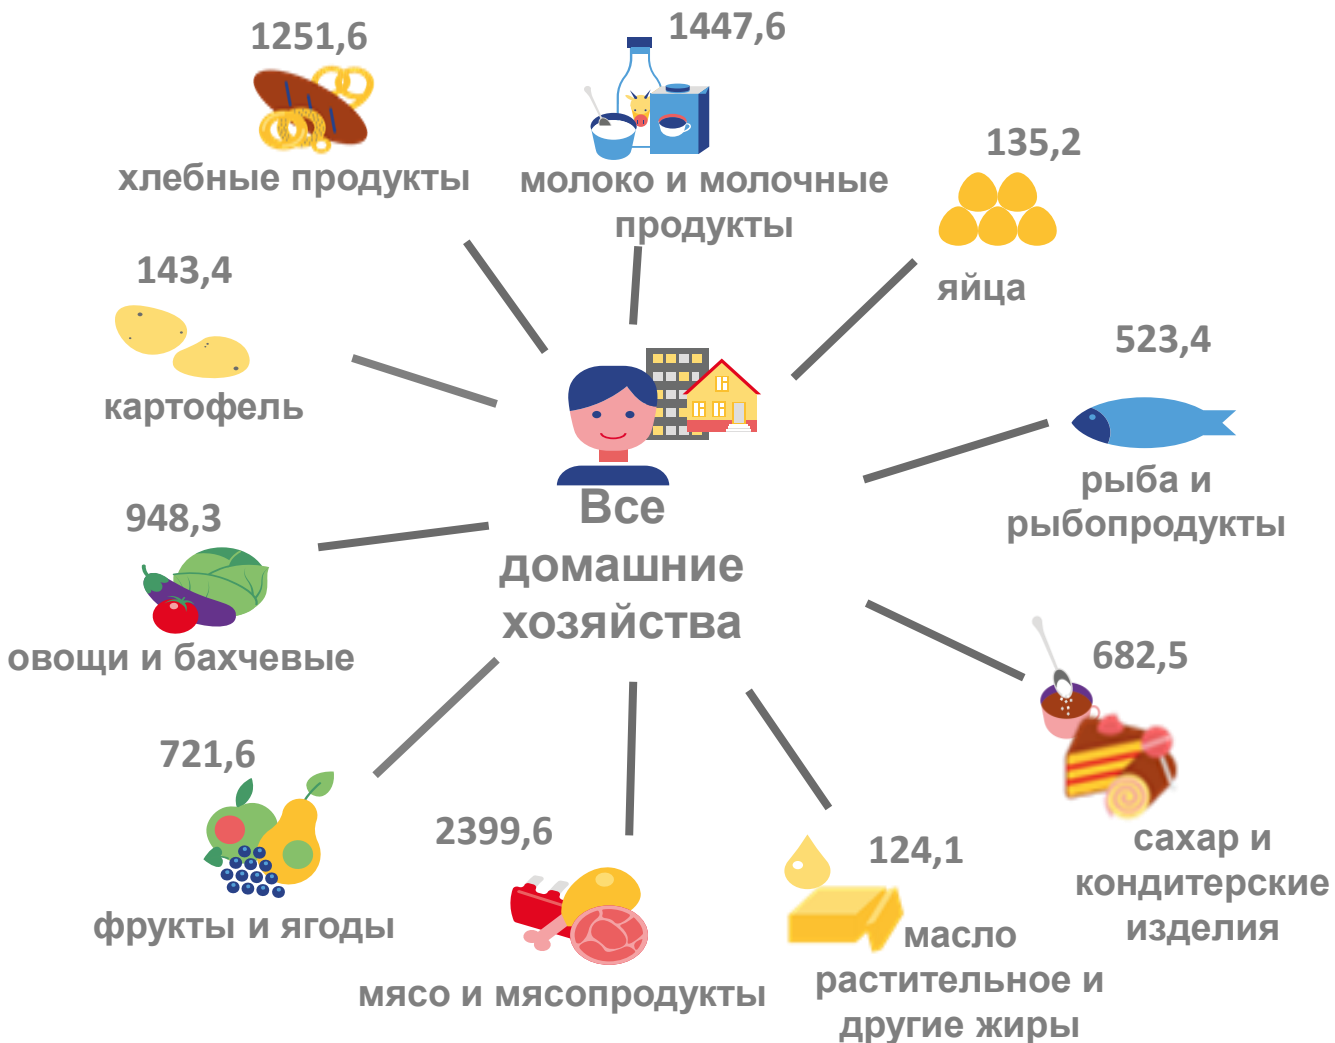 1251,6
хлебные продукты
1447,6
молоко и молочные
продукты
135,2
яйца
143,4
картофель
523,4
рыба и
рыбопродукты
Все
домашние
хозяйства
948,3
овощи и бахчевые
682,5
сахар и
кондитерские
изделия
721,6
фрукты и ягоды
2399,6
мясо и мясопродукты
124,1
масло
растительное и
другие жиры